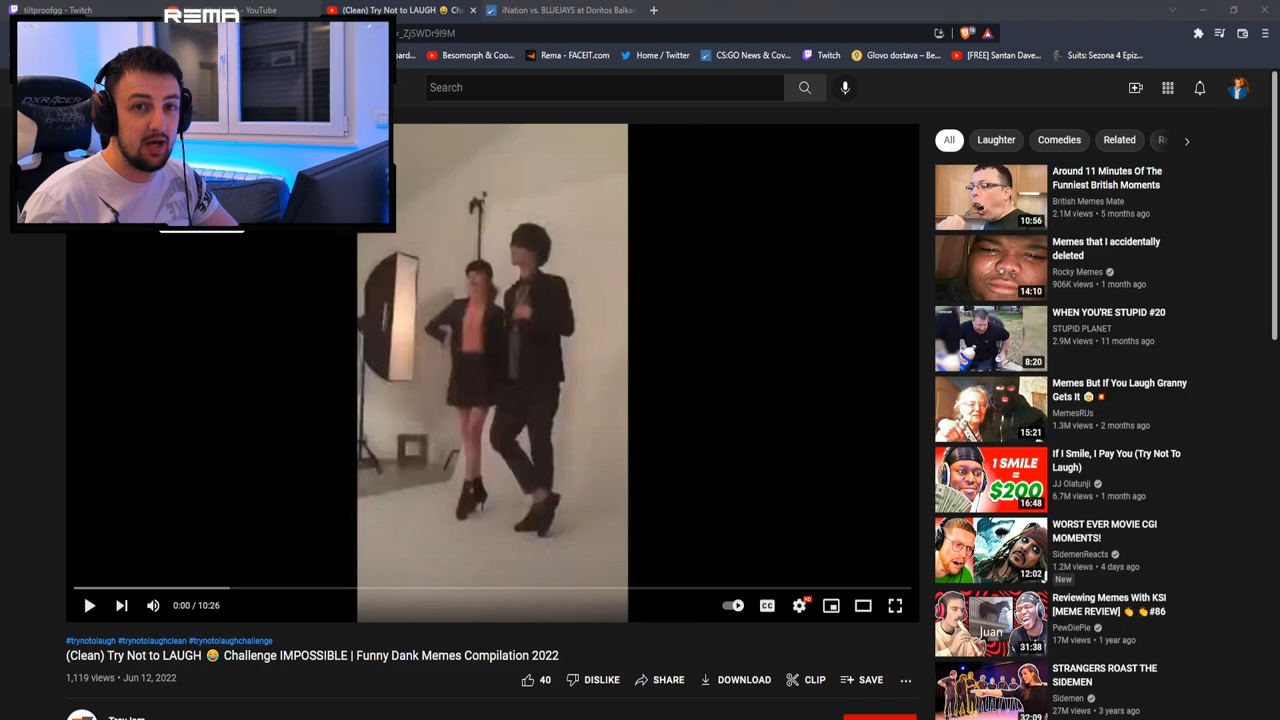 tiltproofgg - Twitch
YouTube
(Clean) Try Not to LAUGH 😂 Cha
iNation vs. BLUEJAYS at Doritos Balkan
REMA
DXRACER
=_ZjSWDr9I9M
Besomorph & Coo...
Rema - FACEIT.com
Home / Twitter
CS:GO News & Cov...
Twitch
Glovo dostava – Be...
[FREE] Santan Dave...
Suits: Sezona 4 Epiz...
Search
All
Laughter
Comedies
Related
Around 11 Minutes Of The
Funniest British Moments
British Memes Mate
2.1M views • 5 months ago
10:56
Memes that I accidentally
deleted
Rocky Memes
906K views • 1 month ago
14:10
WHEN YOU'RE STUPID #20
STUPID PLANET
2.9M views • 11 months ago
8:20
Memes But If You Laugh Granny
Gets It
MemesRUs
1.3M views • 2 months ago
15:21
If I Smile, I Pay You (Try Not To
Laugh)
JJ Olatunji
6.7M views • 1 month ago
1 SMILE
= $200
16:48
WORST EVER MOVIE CGI
MOMENTS!
SidemenReacts
1.2M views • 4 days ago
New
12:02
Reviewing Memes With KSI
[MEME REVIEW] 👏 👏#86
PewDiePie
17M views • 1 year ago
Juan
31:38
STRANGERS ROAST THE
SIDEMEN
Sidemen
27M views • 3 years ago
32:09
0:00 / 10:26
CC
HD
#trynotolaugh #trynotolaughclean #trynotolaughchallenge
(Clean) Try Not to LAUGH 😂 Challenge IMPOSSIBLE | Funny Dank Memes Compilation 2022
1,119 views • Jun 12, 2022
40
DISLIKE
SHARE
DOWNLOAD
CLIP
SAVE